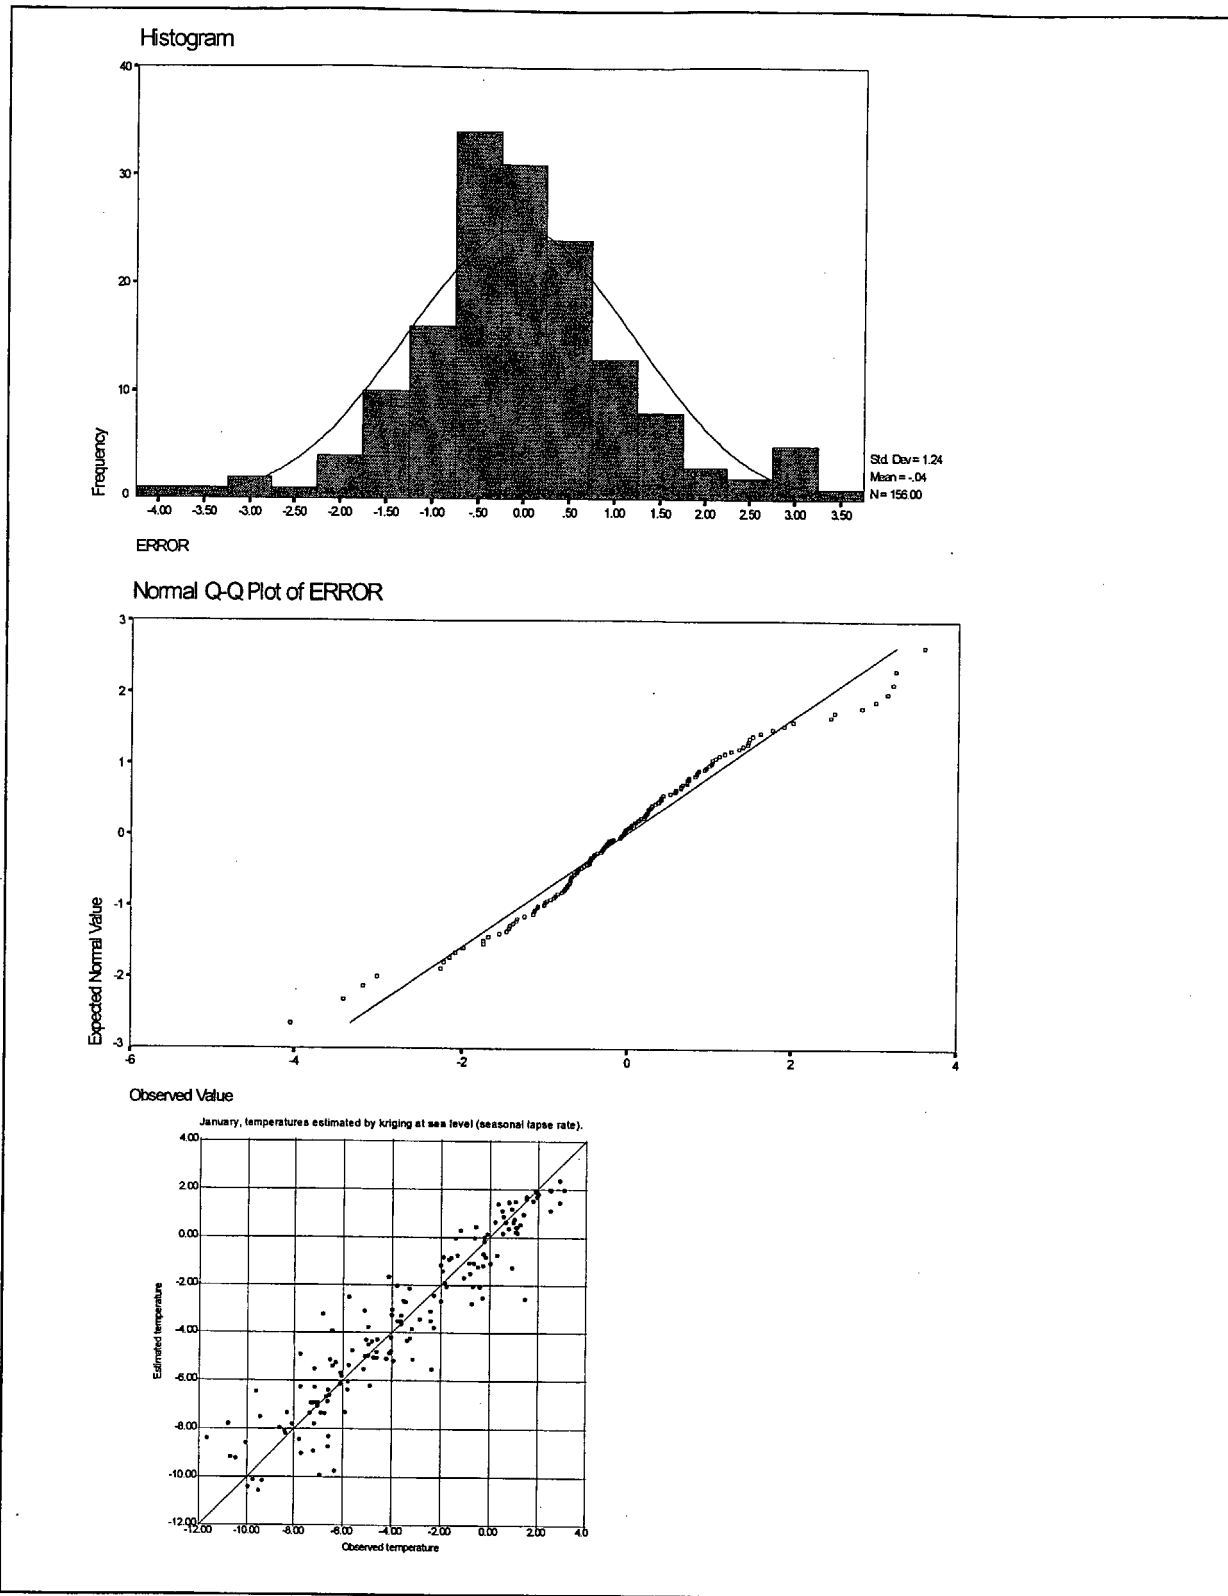 Histogram
40
30
20
10
0
Frequency
-4.00 -3.50 -3.00 -2.50 -2.00 -1.50 -1.00 -.50 0.00 .50 1.00 1.50 2.00 2.50 3.00 3.50
Std. Dev = 1.24
Mean = -.04
N = 156.00
ERROR
Normal Q-Q Plot of ERROR
3
2
1
0
-1
-2
-3
Expected Normal Value
-6 -4 -2 0 2 4
Observed Value
January, temperatures estimated by kriging at sea level (seasonal lapse rate).
4.00
2.00
0.00
-2.00
-4.00
-6.00
-8.00
-10.00
-12.00
Estimated temperature
-12.00 -10.00 -8.00 -6.00 -4.00 -2.00 0.00 2.00 4.0
Observed temperature